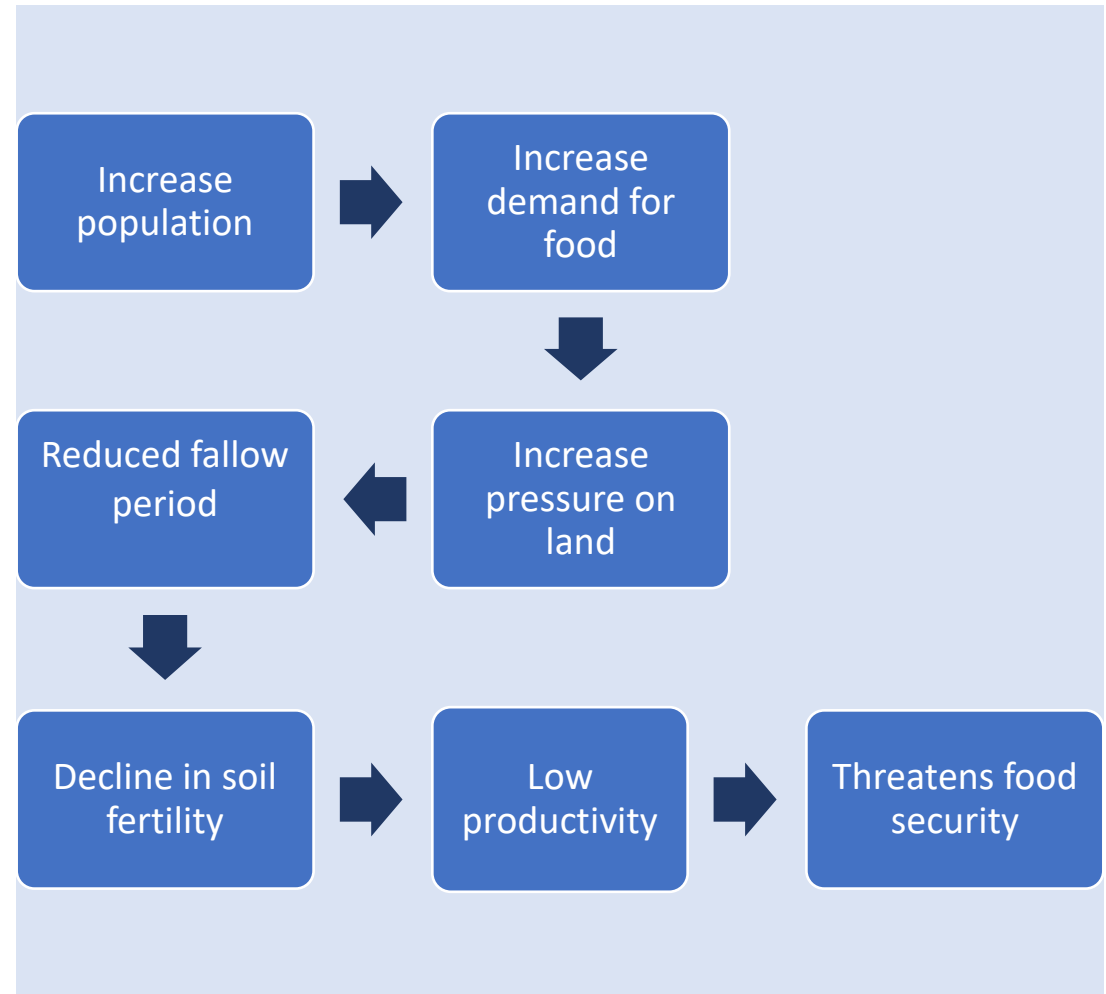 Increase
population
Increase
demand for
food
Increase
pressure on
land
Reduced fallow
period
Decline in soil
fertility
Low
productivity
Threatens food
security